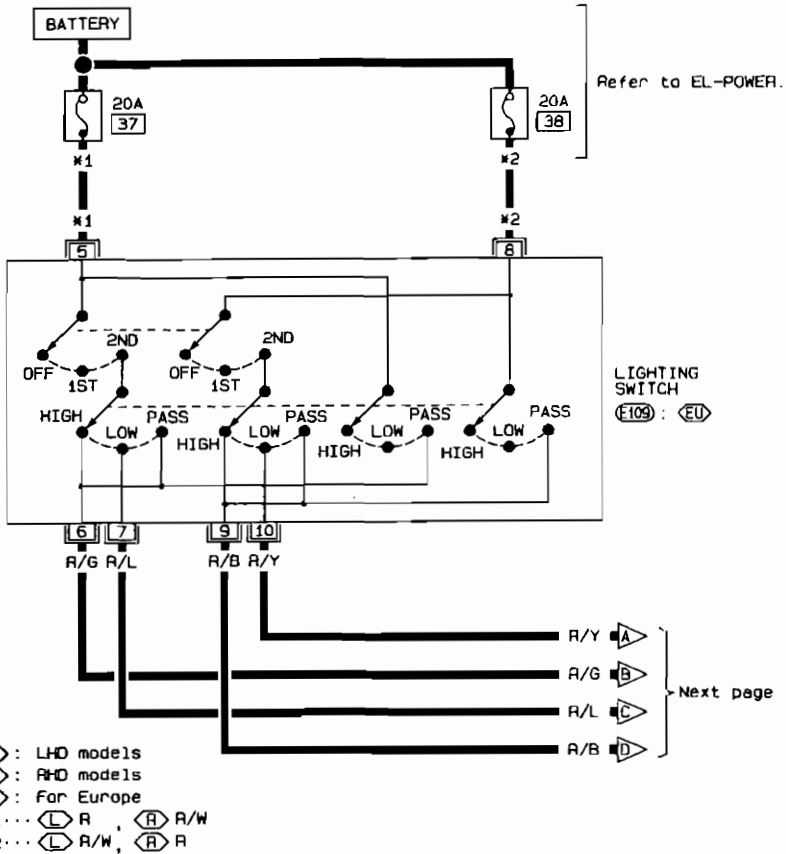 BATTERY
Refer to EL-POWER.
20A
37
20A
38
*1
*2
*1
*2
5
8
2ND
2ND
OFF
1ST
OFF
1ST
LIGHTING
SWITCH
E109 : EU
HIGH
PASS
HIGH
PASS
PASS
PASS
LOW
LOW
LOW
LOW
HIGH
HIGH
6
7
9
10
R/G
R/L
R/B
R/Y
R/Y
A
R/G
B
Next page
R/L
C
R/B
D
: LHD models
: RHD models
: For Europe
... L R , R R/W
... L R/W, R R